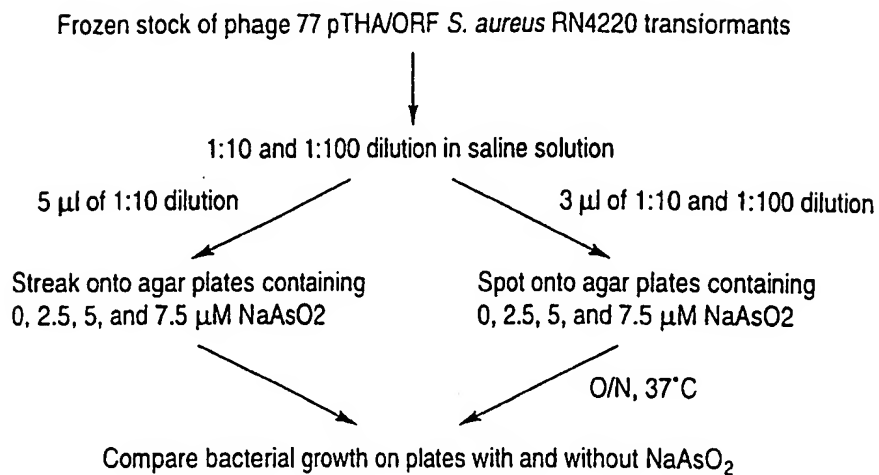 Frozen stock of phage 77 pTHA/ORF S. aureus RN4220 transiormants
1:10 and 1:100 dilution in saline solution
5 µl of 1:10 dilution
3 µl of 1:10 and 1:100 dilution
Streak onto agar plates containing
0, 2.5, 5, and 7.5 µM NaAsO2
Spot onto agar plates containing
0, 2.5, 5, and 7.5 µM NaAsO2
O/N, 37°C
Compare bacterial growth on plates with and without NaAsO₂